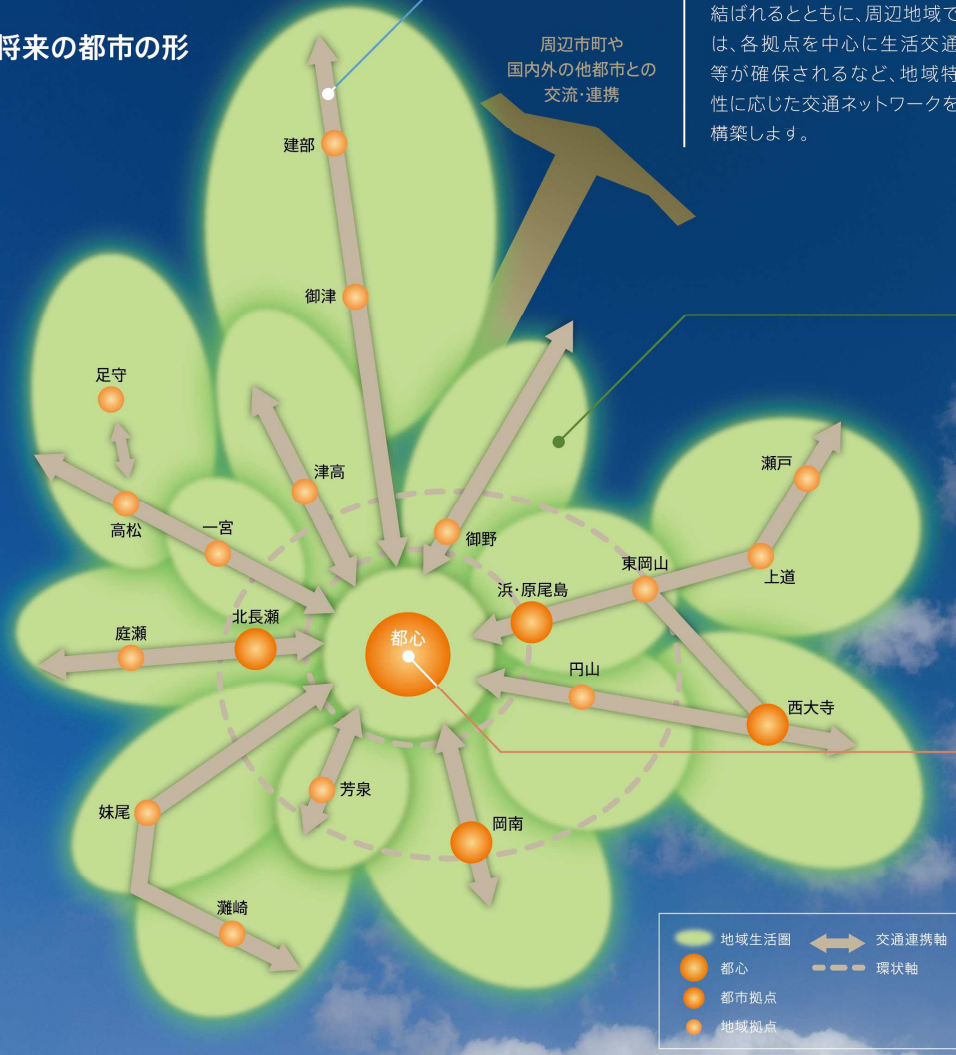 将来の都市の形
結ばれるとともに、周辺地域で
は、各拠点を中心に生活交通
等が確保されるなど、地域特
性に応じた交通ネットワークを
構築します。
周辺市町や
国内外の他都市との
交流・連携
建部
御津
足守
津高
高松
一宮
御野
瀬戸
東岡山
上道
浜・原尾島
北長瀬
庭瀬
都心
円山
西大寺
芳泉
妹尾
岡南
灘崎
地域生活圏
都心
都市拠点
地域拠点
交通連携軸
環状軸